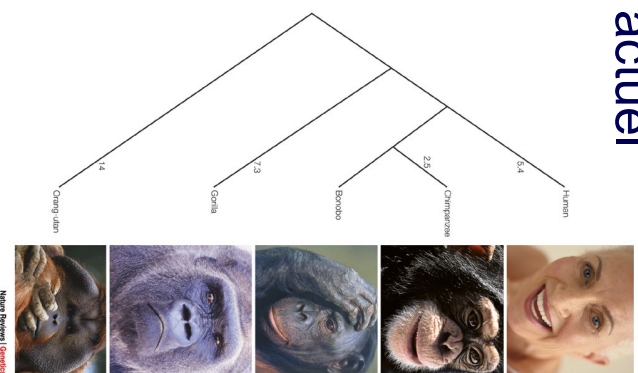 actuel
5.4
2.5
7.3
14
Human
Chimpanzee
Bonobo
Gorilla
Orang-utan
Nature Reviews | Genetics